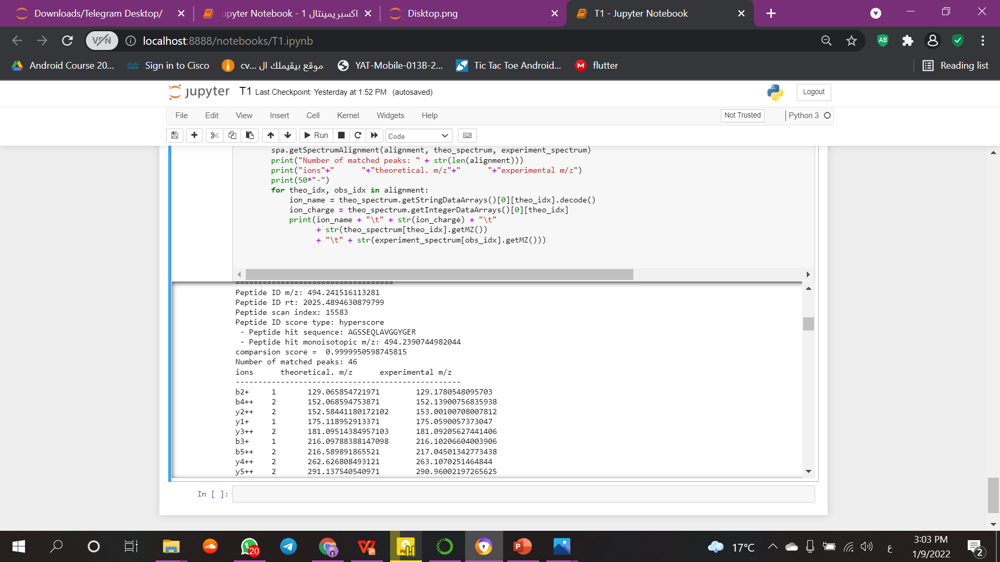 Downloads/Telegram Desktop/
upyter Notebook - 1 اكسبريمينتال
Disktop.png
T1 - Jupyter Notebook
VPN
localhost:8888/notebooks/T1.ipynb
AB
Android Course 20...
Sign in to Cisco
موقع بيقيملك ال ...cv
YAT-Mobile-013B-2...
Tic Tac Toe Android...
M
flutter
Reading list
jupyter T1 Last Checkpoint: Yesterday at 1:52 PM (autosaved)
Logout
File Edit View Insert Cell Kernel Widgets Help
Not Trusted
Python 3
Run
Code
spa.getSpectrumAlignment(alignment, theo_spectrum, experiment_spectrum)
print("Number of matched peaks: " + str(len(alignment)))
print("ions"+"      "+"theoretical. m/z"+"      "+"experimental m/z")
print(50*"-")
for theo_idx, obs_idx in alignment:
    ion_name = theo_spectrum.getStringDataArrays()[0][theo_idx].decode()
    ion_charge = theo_spectrum.getIntegerDataArrays()[0][theo_idx]
    print(ion_name + "\t" + str(ion_charge) + "\t"
          + str(theo_spectrum[theo_idx].getMZ())
          + "\t" + str(experiment_spectrum[obs_idx].getMZ()))
===================================
Peptide ID m/z: 494.241516113281
Peptide ID rt: 2025.4894630879799
Peptide scan index: 15583
Peptide ID score type: hyperscore
 - Peptide hit sequence: AGSSEQLAVGGYGER
 - Peptide hit monoisotopic m/z: 494.2390744982044
comparsion score =  0.9999950598745815
Number of matched peaks: 46
ions      theoretical. m/z      experimental m/z
--------------------------------------------------
b2+     1       129.065854721971        129.1780548095703
b4++    2       152.068594753871        152.13900756835938
y2++    2       152.58441180172102      153.00100708007812
y1+     1       175.118952913371        175.0590057373047
y3++    2       181.09514384957103      181.09205627441406
b3+     1       216.09788388147098      216.10206604003906
b5++    2       216.589891865521        217.04501342773438
y4++    2       262.626808493121        263.1070251464844
y5++    2       291.137540540971        290.96002197265625
In [ ]:
20
17°C
ع
3:03 PM
1/9/2022
2